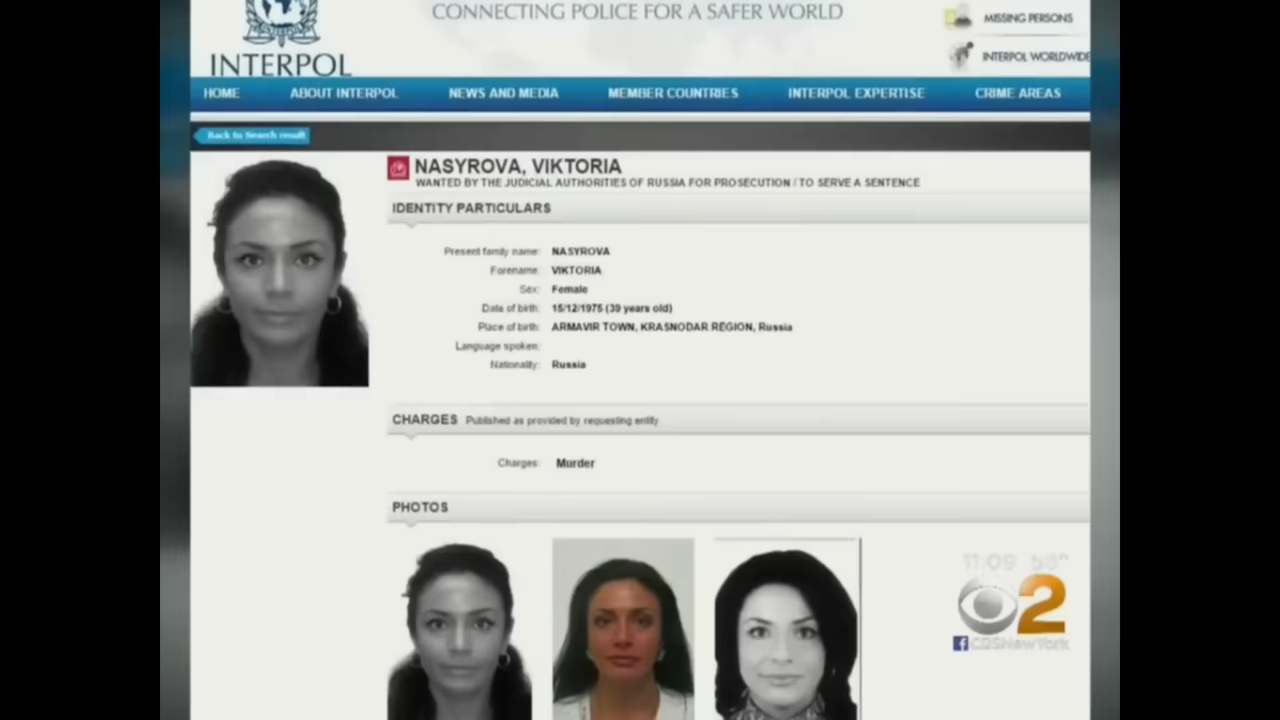 CONNECTING POLICE FOR A SAFER WORLD
MISSING PERSONS
INTERPOL
INTERPOL WORLDWIDE
HOME ABOUT INTERPOL NEWS AND MEDIA MEMBER COUNTRIES INTERPOL EXPERTISE CRIME AREAS
Back to Search result
NASYROVA, VIKTORIA
WANTED BY THE JUDICIAL AUTHORITIES OF RUSSIA FOR PROSECUTION / TO SERVE A SENTENCE
IDENTITY PARTICULARS
Present family name: NASYROVA
Forename: VIKTORIA
Sex: Female
Date of birth: 15/12/1975 (39 years old)
Place of birth: ARMAVIR TOWN, KRASNODAR REGION, Russia
Language spoken:
Nationality: Russia
CHARGES Published as provided by requesting entity
Charges: Murder
PHOTOS
11:09 56°
2
CBSNewYork